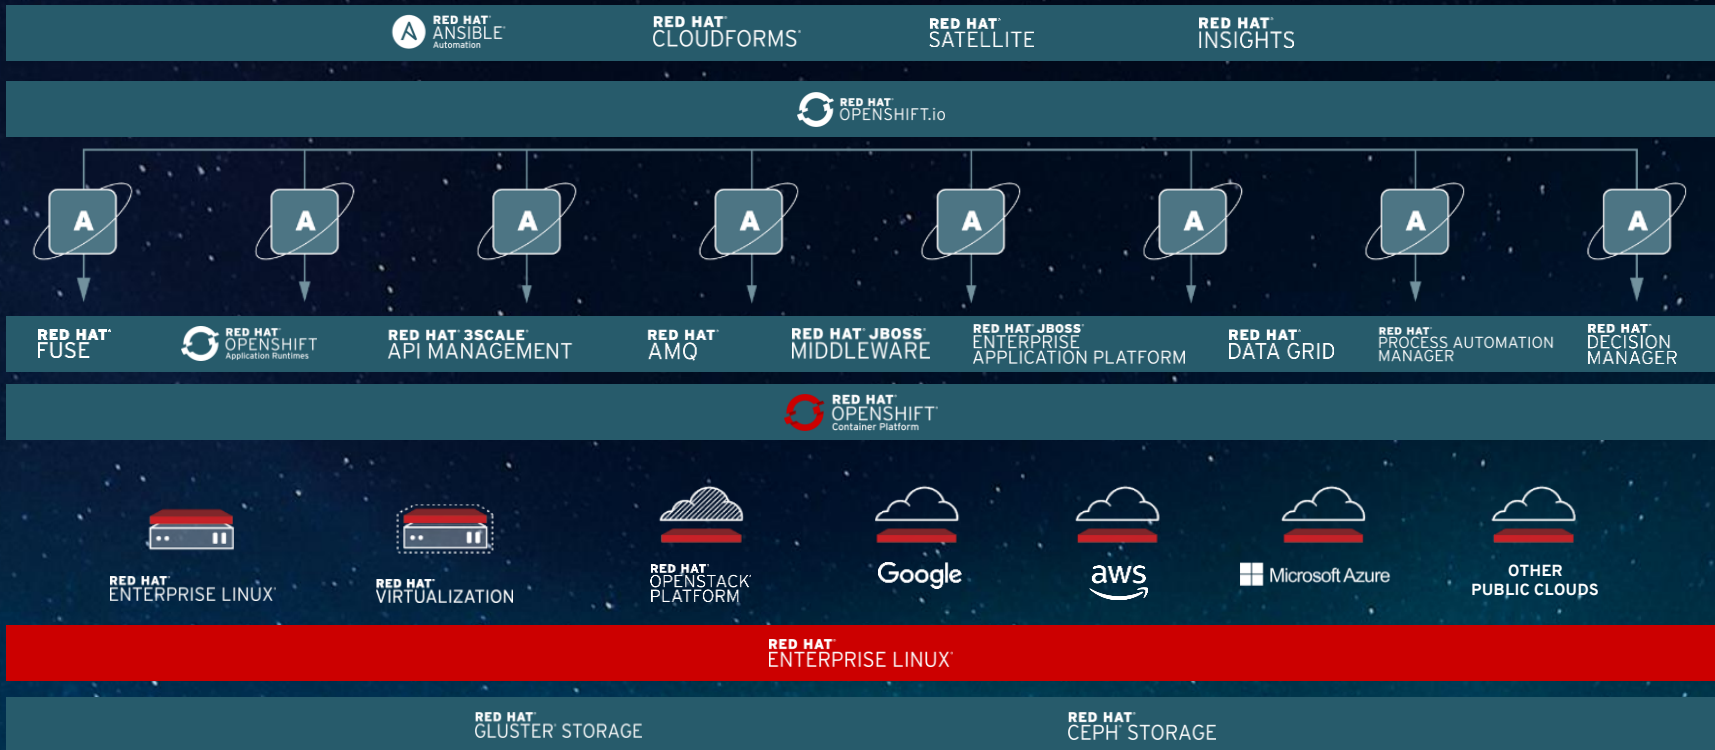 RED HAT®
ANSIBLE®
Automation
RED HAT®
CLOUDFORMS®
RED HAT®
SATELLITE
RED HAT®
INSIGHTS
RED HAT®
OPENSHIFT.io
A
A
A
A
A
A
A
A
RED HAT®
FUSE
RED HAT®
OPENSHIFT
Application Runtimes
RED HAT® 3SCALE®
API MANAGEMENT
RED HAT®
AMQ
RED HAT® JBOSS®
MIDDLEWARE
RED HAT® JBOSS®
ENTERPRISE
APPLICATION PLATFORM
RED HAT®
DATA GRID
RED HAT®
PROCESS AUTOMATION
MANAGER
RED HAT®
DECISION
MANAGER
RED HAT®
OPENSHIFT®
Container Platform
RED HAT®
ENTERPRISE LINUX®
RED HAT®
VIRTUALIZATION
RED HAT®
OPENSTACK®
PLATFORM
Google
aws
Microsoft Azure
OTHER
PUBLIC CLOUDS
RED HAT®
ENTERPRISE LINUX®
RED HAT®
GLUSTER® STORAGE
RED HAT®
CEPH® STORAGE